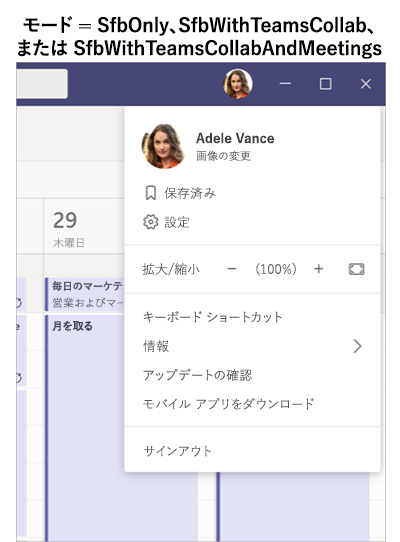 モード = SfbOnly、SfbWithTeamsCollab、
または SfbWithTeamsCollabAndMeetings
Adele Vance
画像の変更
保存済み
設定
29
木曜日
拡大/縮小 − (100%) +
毎日のマーケテ
営業およびマー
月を取る
キーボード ショートカット
情報
アップデートの確認
モバイル アプリをダウンロード
サインアウト